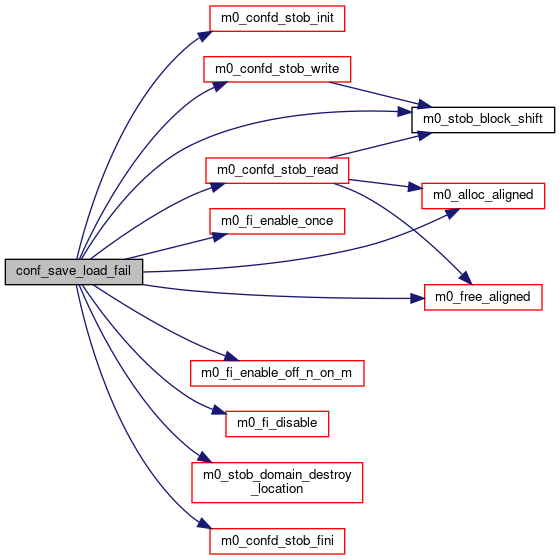 m0_confd_stob_init
m0_confd_stob_write
m0_stob_block_shift
m0_confd_stob_read
m0_alloc_aligned
m0_fi_enable_once
conf_save_load_fail
m0_free_aligned
m0_fi_enable_off_n_on_m
m0_fi_disable
m0_stob_domain_destroy
_location
m0_confd_stob_fini